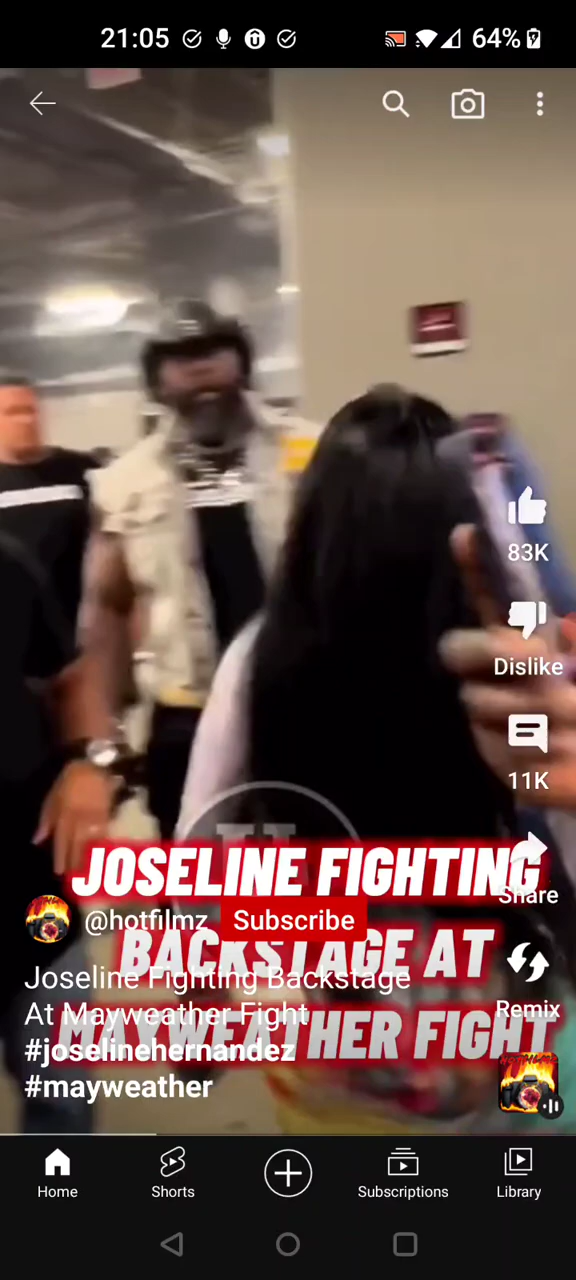 21:05
64%
83K
Dislike
11K
JOSELINE FIGHTING
Share
@hotfilmz Subscribe
BACKSTAGE AT
Joseline Fighting Backstage
At Mayweather Fight
MAYWEATHER FIGHT
Remix
#joselinehernandez
#mayweather
Home
Shorts
Subscriptions
Library